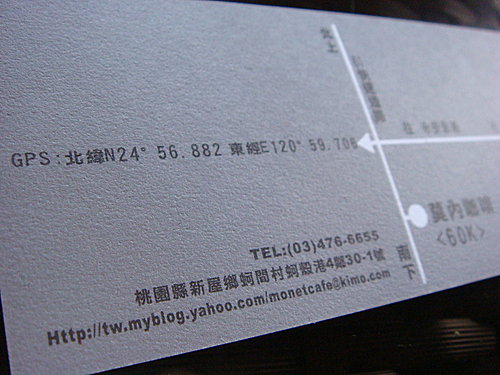 北上
GPS:北緯N24° 56.882 東經E120° 59.706
往
莫內咖啡
<60K>
南下
TEL:(03)476-6655
桃園縣新屋鄉蚵間村蚵殼港4鄰30-1號
Http://tw.myblog.yahoo.com/monetcafe@kimo.com